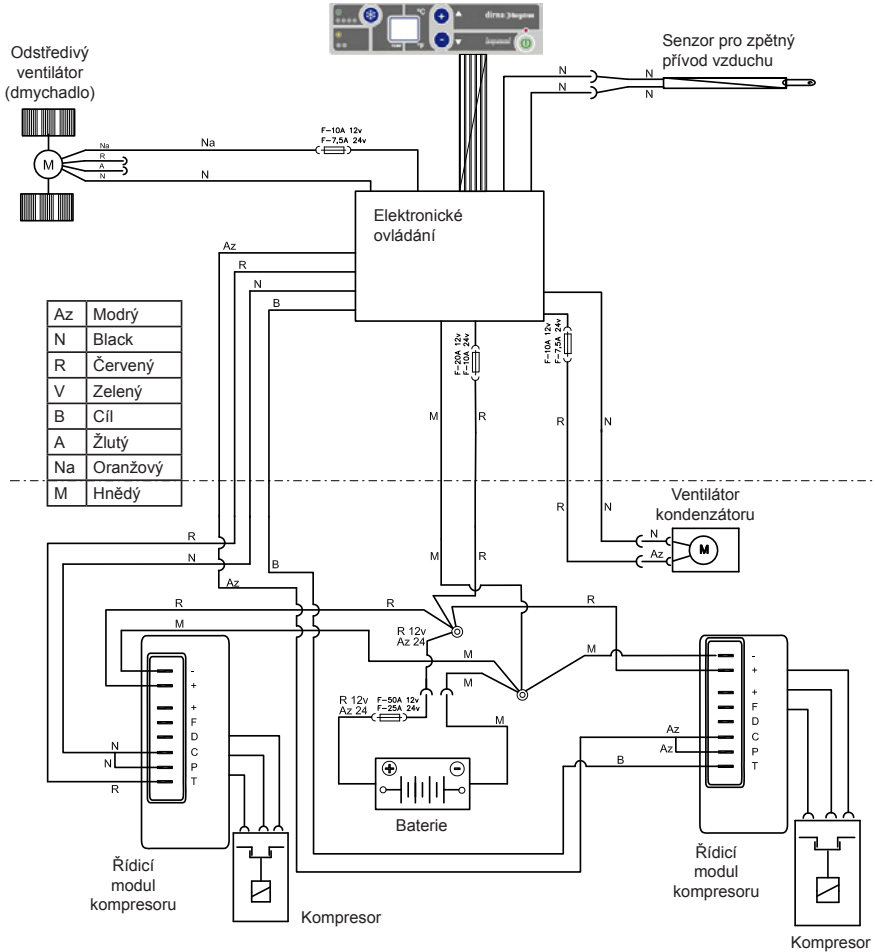 °C
°F
dirna Bergstrom
Odstředivý
ventilátor
(dmychadlo)
Senzor pro zpětný
přívod vzduchu
N
N
N
N
F-10A 12v
F-7,5A 24v
Na
Na
R
A
N
N
M
Elektronické
ovládání
Az
R
N
B
Az Modrý
N Black
R Červený
V Zelený
B Cíl
A Žlutý
Na Oranžový
M Hnědý
F-20A 12v
F-10A 24v
F-10A 12v
F-7,5A 24v
M
R
R
N
R
N
Ventilátor
kondenzátoru
N
Az
M
R
N
B
Az
M
R
R
R
R
M
R 12v
Az 24
M
M
M
R 12v
Az 24
F-50A 12v
F-25A 24v
M
-
+
+
F
D
C
P
T
N
N
R
-
+
+
F
D
C
P
T
Az
Az
B
+
-
Baterie
Řídicí
modul
kompresoru
Kompresor
Řídicí
modul
kompresoru
Kompresor